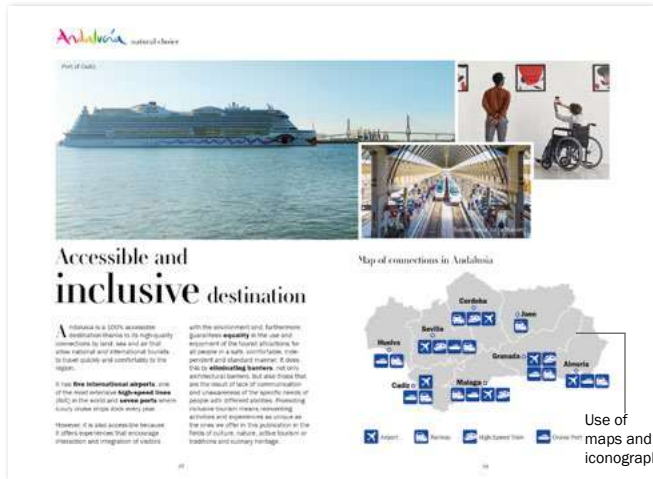 Andalucía natural choice
Port of Cadiz
Accessible and
inclusive destination
Andalusia is a 100% accessible
destination thanks to its high-quality
connections by land, sea and air that
allow national and international tourists
to travel quickly and comfortably to the
region.
It has five international airports, one
of the most extensive high-speed lines
(AVE) in the world and seven ports where
luxury cruise ships dock every year.
However, it is also accessible because
it offers experiences that encourage
interaction and integration of visitors
with the environment and, furthermore,
guarantees equality in the use and
enjoyment of the tourist attractions for
all people in a safe, comfortable, inde-
pendent and standard manner. It does
this by eliminating barriers, not only
architectural barriers, but also those that
are the result of lack of communication
and unawareness of the specific needs of
people with different abilities. Promoting
inclusive tourism means reinventing
activities and experiences as unique as
the ones we offer in this publication in the
fields of culture, nature, active tourism or
traditions and culinary heritage.
Map of connections in Andalusia
Cordoba
Jaen
Sevilla
Huelva
Granada
Almeria
Malaga
Cadiz
Airport
Railway
High Speed Train
Cruise Port
Use of
maps and
iconograp